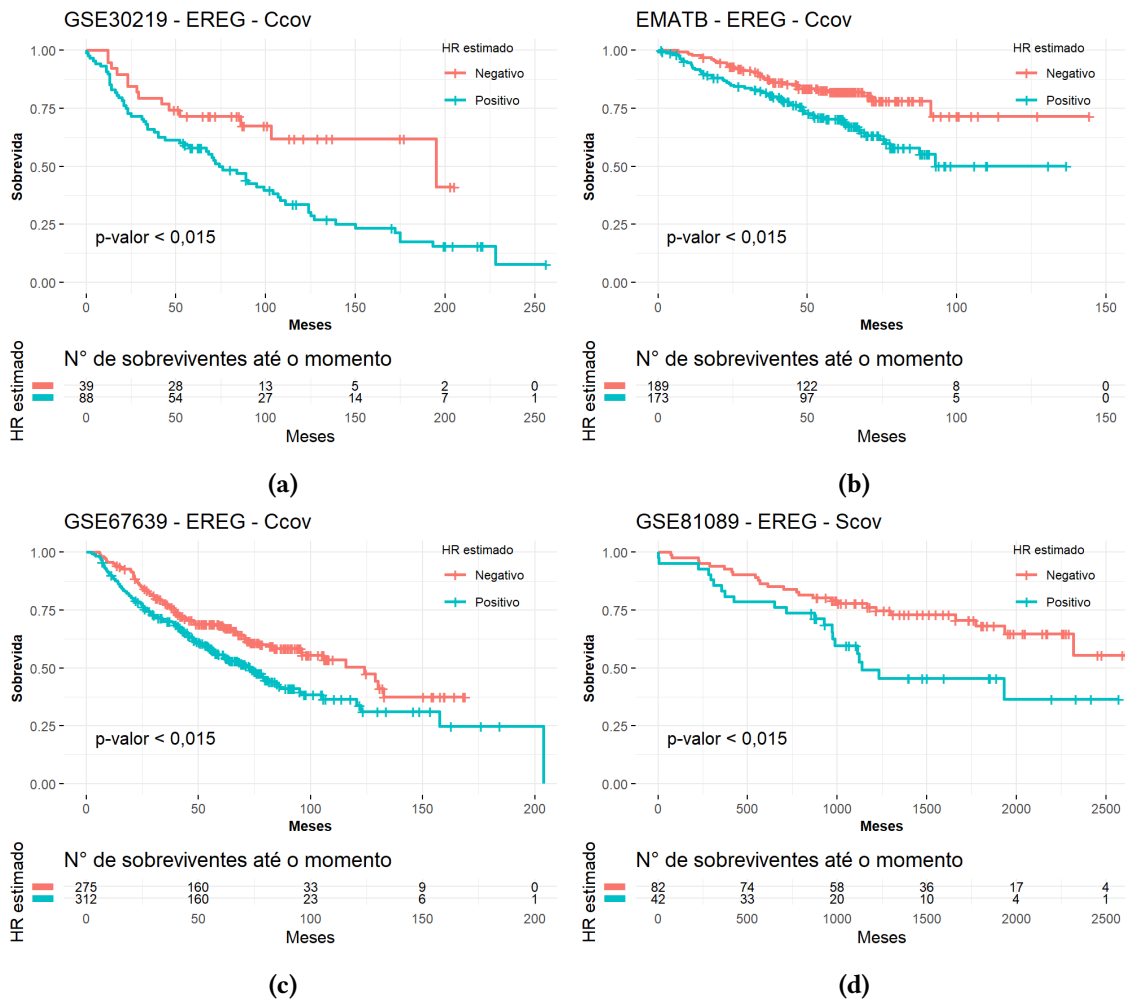 GSE30219 - EREG - Ccov
HR estimado
Negativo
Positivo
1.00
0.75
0.50
0.25
0.00
Sobrevida
p-valor < 0,015
0 50 100 150 200 250
Meses
N° de sobreviventes até o momento
HR estimado
39 28 13 5 2 0
88 54 27 14 7 1
0 50 100 150 200 250
Meses
(a)
EMATB - EREG - Ccov
HR estimado
Negativo
Positivo
1.00
0.75
0.50
0.25
0.00
Sobrevida
p-valor < 0,015
0 50 100 150
Meses
N° de sobreviventes até o momento
HR estimado
189 122 8 0
173 97 5 0
0 50 100 150
Meses
(b)
GSE67639 - EREG - Ccov
HR estimado
Negativo
Positivo
1.00
0.75
0.50
0.25
0.00
Sobrevida
p-valor < 0,015
0 50 100 150 200
Meses
N° de sobreviventes até o momento
HR estimado
275 160 33 9 0
312 160 23 6 1
0 50 100 150 200
Meses
(c)
GSE81089 - EREG - Scov
HR estimado
Negativo
Positivo
1.00
0.75
0.50
0.25
0.00
Sobrevida
p-valor < 0,015
0 500 1000 1500 2000 2500
Meses
N° de sobreviventes até o momento
HR estimado
82 74 58 36 17 4
42 33 20 10 4 1
0 500 1000 1500 2000 2500
Meses
(d)